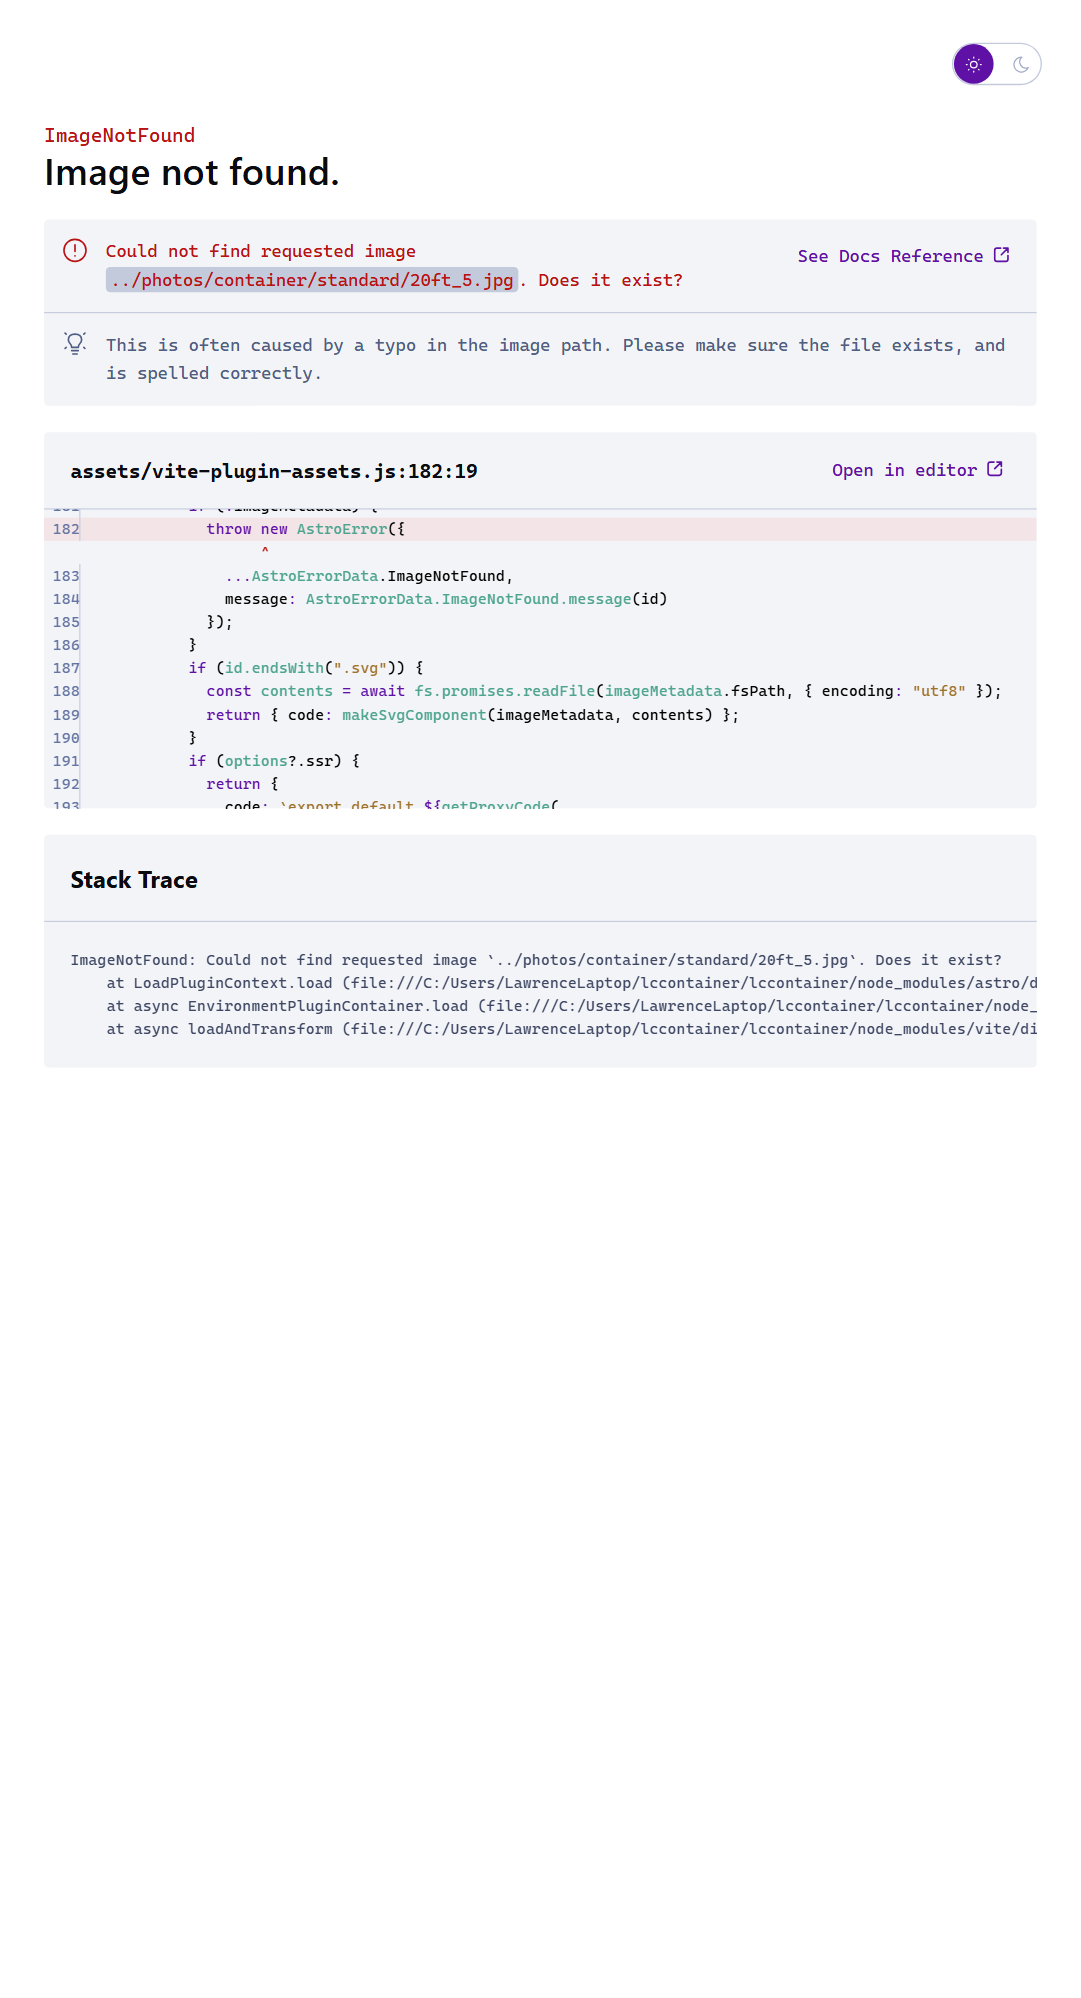 ImageNotFound
Image not found.
Could not find requested image
../photos/container/standard/20ft_5.jpg. Does it exist?
See Docs Reference
This is often caused by a typo in the image path. Please make sure the file exists, and
is spelled correctly.
assets/vite-plugin-assets.js:182:19
Open in editor
181 if (!imageMetadata) {
182 throw new AstroError({
^
183 ...AstroErrorData.ImageNotFound,
184 message: AstroErrorData.ImageNotFound.message(id)
185 });
186 }
187 if (id.endsWith(".svg")) {
188 const contents = await fs.promises.readFile(imageMetadata.fsPath, { encoding: "utf8" });
189 return { code: makeSvgComponent(imageMetadata, contents) };
190 }
191 if (options?.ssr) {
192 return {
193 code: `export default ${getProxyCode(
Stack Trace
ImageNotFound: Could not find requested image `../photos/container/standard/20ft_5.jpg`. Does it exist?
at LoadPluginContext.load (file:///C:/Users/LawrenceLaptop/lccontainer/lccontainer/node_modules/astro/d
at async EnvironmentPluginContainer.load (file:///C:/Users/LawrenceLaptop/lccontainer/lccontainer/node_
at async loadAndTransform (file:///C:/Users/LawrenceLaptop/lccontainer/lccontainer/node_modules/vite/di